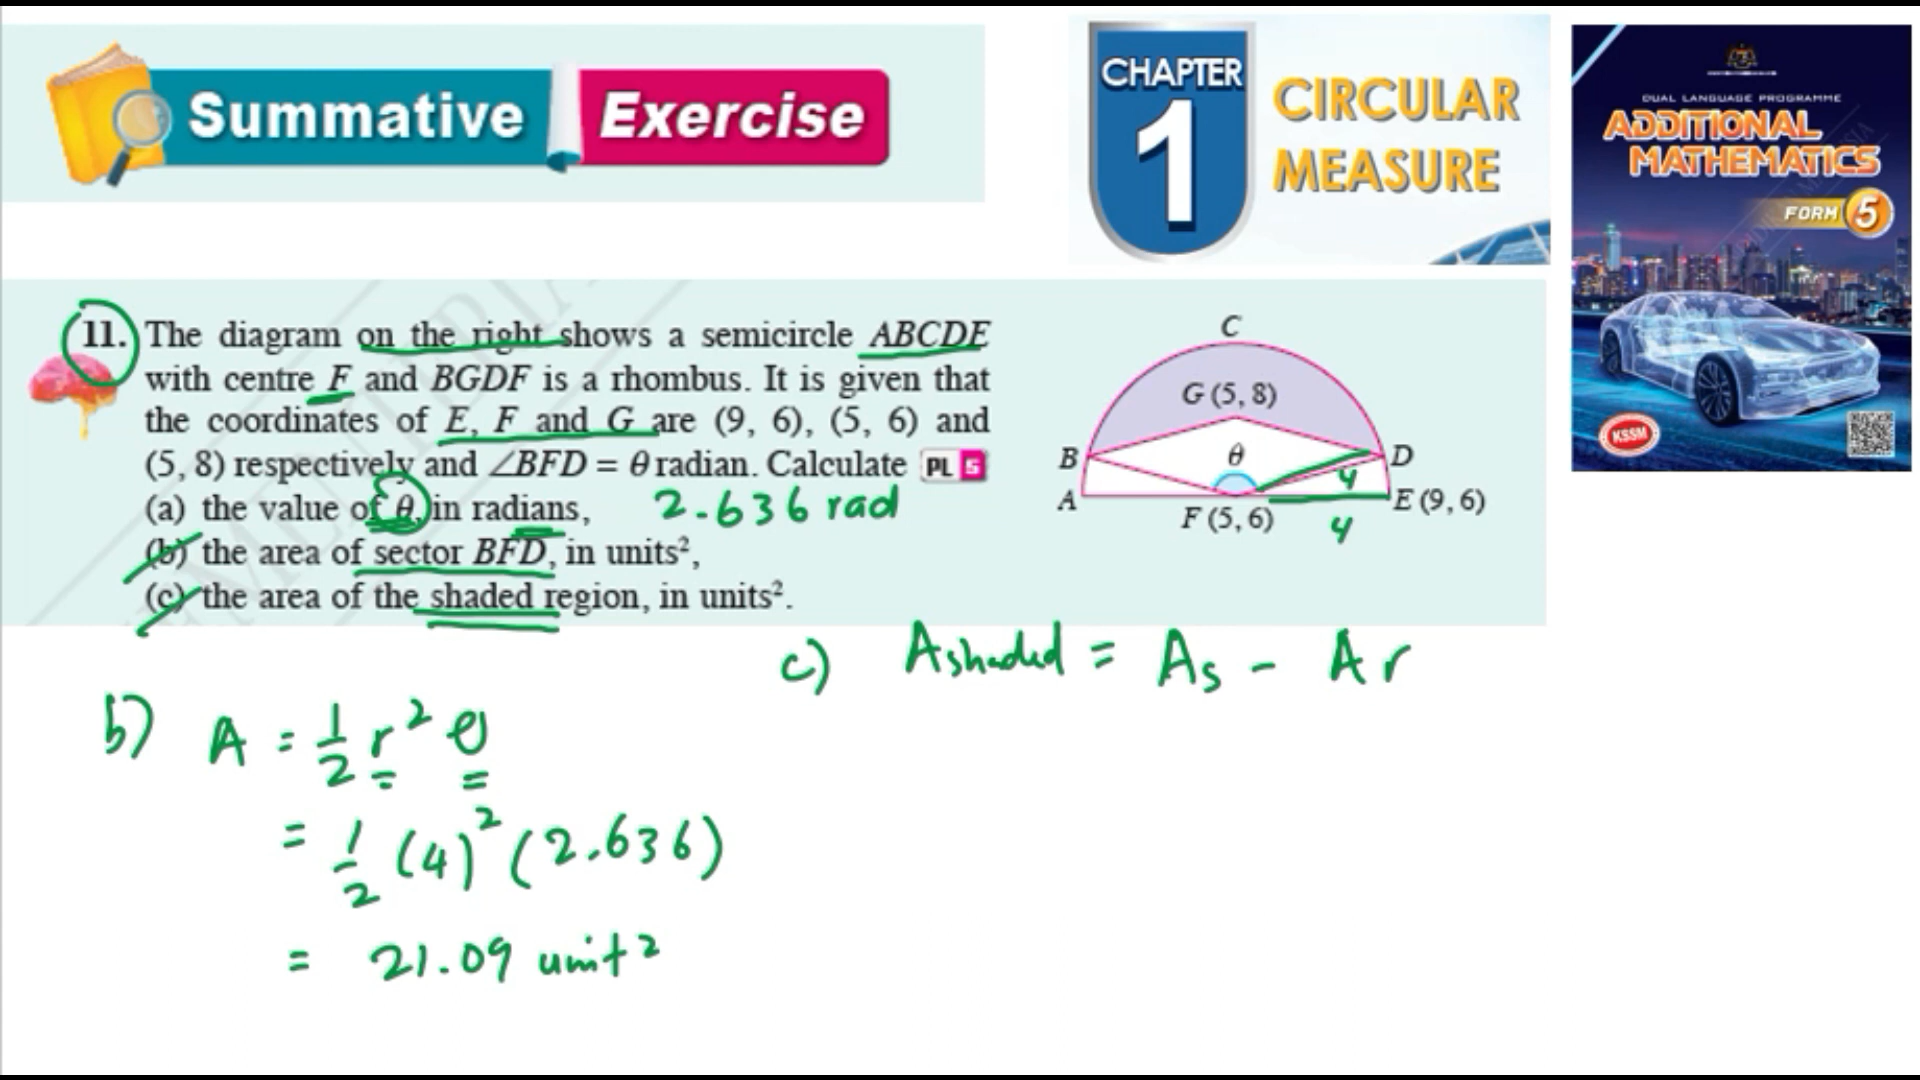 Summative Exercise
CHAPTER
1
CIRCULAR
MEASURE
DUAL LANGUAGE PROGRAMME
ADDITIONAL
MATHEMATICS
FORM 5
KSSM
11. The diagram on the right shows a semicircle ABCDE
with centre F and BGDF is a rhombus. It is given that
the coordinates of E, F and G are (9, 6), (5, 6) and
(5, 8) respectively and ∠BFD = θ radian. Calculate PL 5
(a) the value of θ, in radians, 2.636 rad
(b) the area of sector BFD, in units²,
(c) the area of the shaded region, in units².
C
G (5, 8)
B
θ
D
4
A
F (5, 6)
E (9, 6)
4
c) Ashaded = As - Ar
b) A = 1/2 r² θ
= 1/2 (4)² (2.636)
= 21.09 unit²